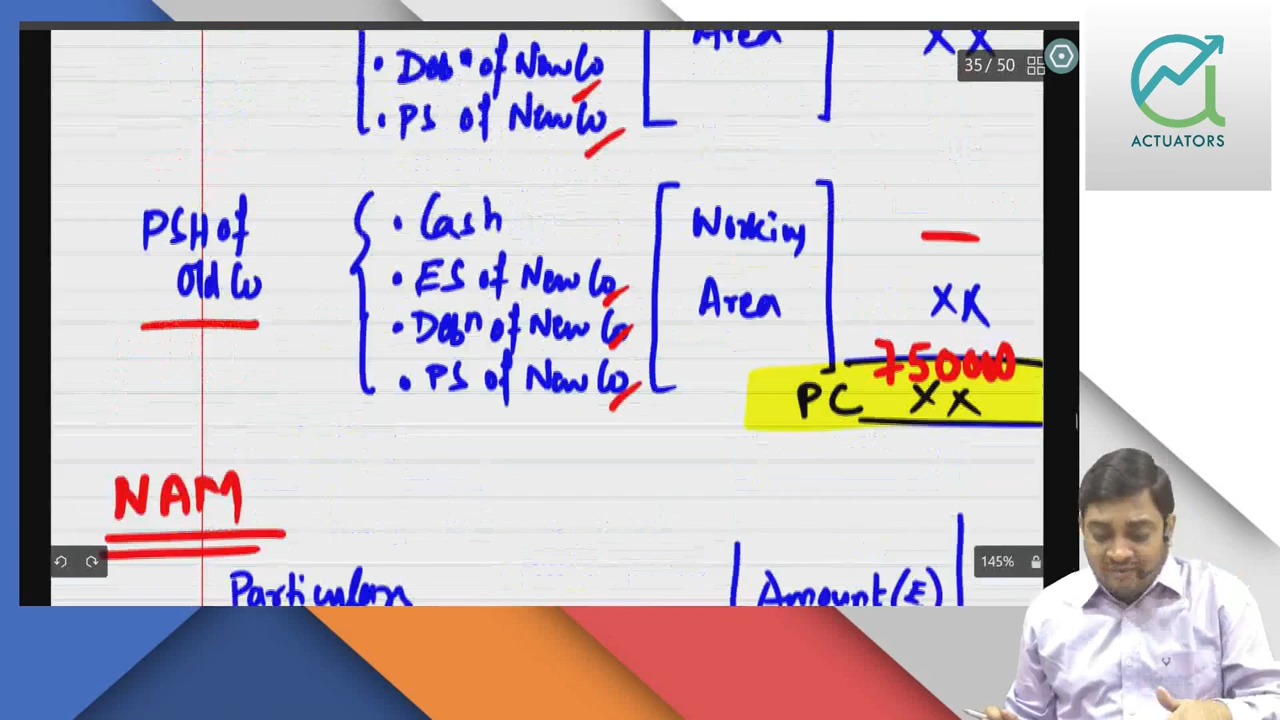 • Deb" of New Co
Area
XX
35 / 50
• PS of New Co
PSH of
Old Co
• Cash
• ES of New Co
• Debn of New Co
• PS of New Co
Working
Area
XX
750000
PC XX
NAM
145%
Particulars
Amount (₹)
ACTUATORS